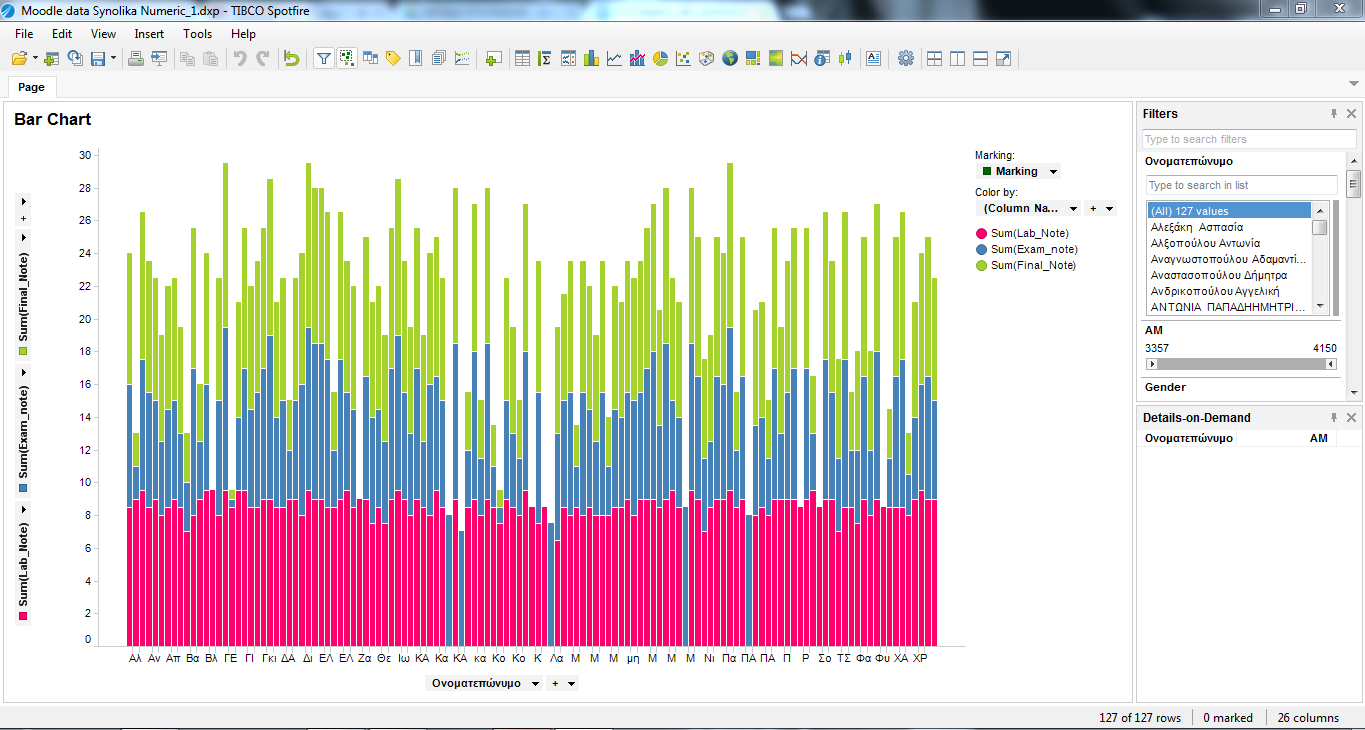 Moodle data Synolika Numeric_1.dxp - TIBCO Spotfire
File Edit View Insert Tools Help
Page
Bar Chart
30
28
26
24
22
20
18
16
14
12
10
8
6
4
2
0
Sum(Final_Note)
Sum(Exam_note)
Sum(Lab_Note)
Αλ Αν Απ Βα Βλ ΓΕ ΓΙ Γκι ΔΑ Δι ΕΛ ΕΛ Ζα Θε Ιω ΚΑ Κα ΚΑ κα Κο Κο Κ Λα Μ Μ Μ μη Μ Μ Μ Νι Πα ΠΑ ΠΑ Π Ρ Σο ΤΣ Φα Φυ ΧΑ ΧΡ
Ονοματεπώνυμο +
Marking:
Marking
Color by:
(Column Na... +
Sum(Lab_Note)
Sum(Exam_note)
Sum(Final_Note)
Filters
Type to search filters
Ονοματεπώνυμο
Type to search in list
(All) 127 values
Αλεξάκη Ασπασία
Αλξοπούλου Αντωνία
Αναγνωστοπούλου Αδαμαντί...
Αναστασοπούλου Δήμητρα
Ανδρικοπούλου Αγγελική
ΑΝΤΩΝΙΑ ΠΑΠΑΔΗΗΜΗΤΡΙ...
ΑΜ
3357 4150
Gender
Details-on-Demand
Ονοματεπώνυμο ΑΜ
127 of 127 rows 0 marked 26 columns